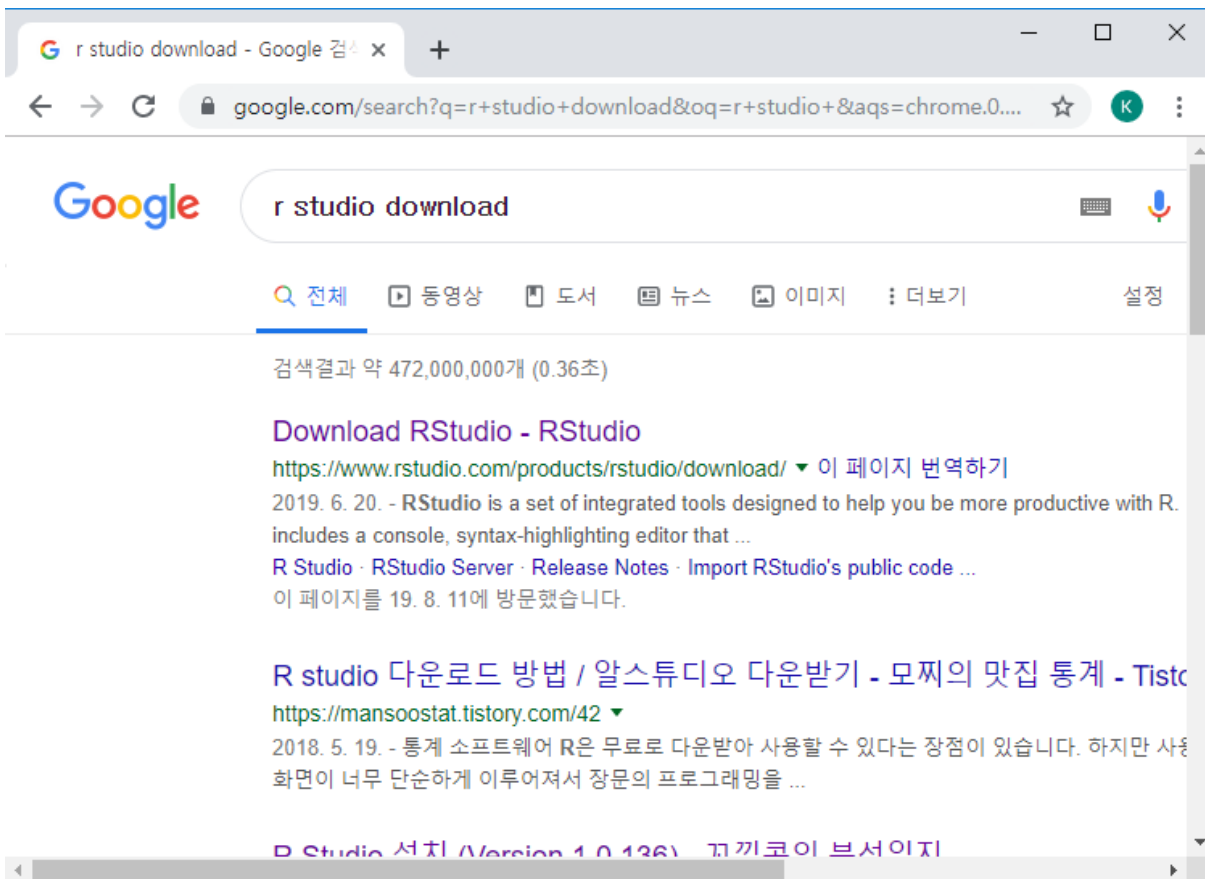 r studio download - Google 검
google.com/search?q=r+studio+download&oq=r+studio+&aqs=chrome.0....
K
Google
r studio download
전체 동영상 도서 뉴스 이미지 더보기 설정
검색결과 약 472,000,000개 (0.36초)
Download RStudio - RStudio
https://www.rstudio.com/products/rstudio/download/ 이 페이지 번역하기
2019. 6. 20. - RStudio is a set of integrated tools designed to help you be more productive with R.
includes a console, syntax-highlighting editor that ...
R Studio · RStudio Server · Release Notes · Import RStudio's public code ...
이 페이지를 19. 8. 11에 방문했습니다.
R studio 다운로드 방법 / 알스튜디오 다운받기 - 모찌의 맛집 통계 - Tistc
https://mansoostat.tistory.com/42
2018. 5. 19. - 통계 소프트웨어 R은 무료로 다운받아 사용할 수 있다는 장점이 있습니다. 하지만 사용
화면이 너무 단순하게 이루어져서 장문의 프로그래밍을 ...
R Studio 설치 (Version 1.0.136)